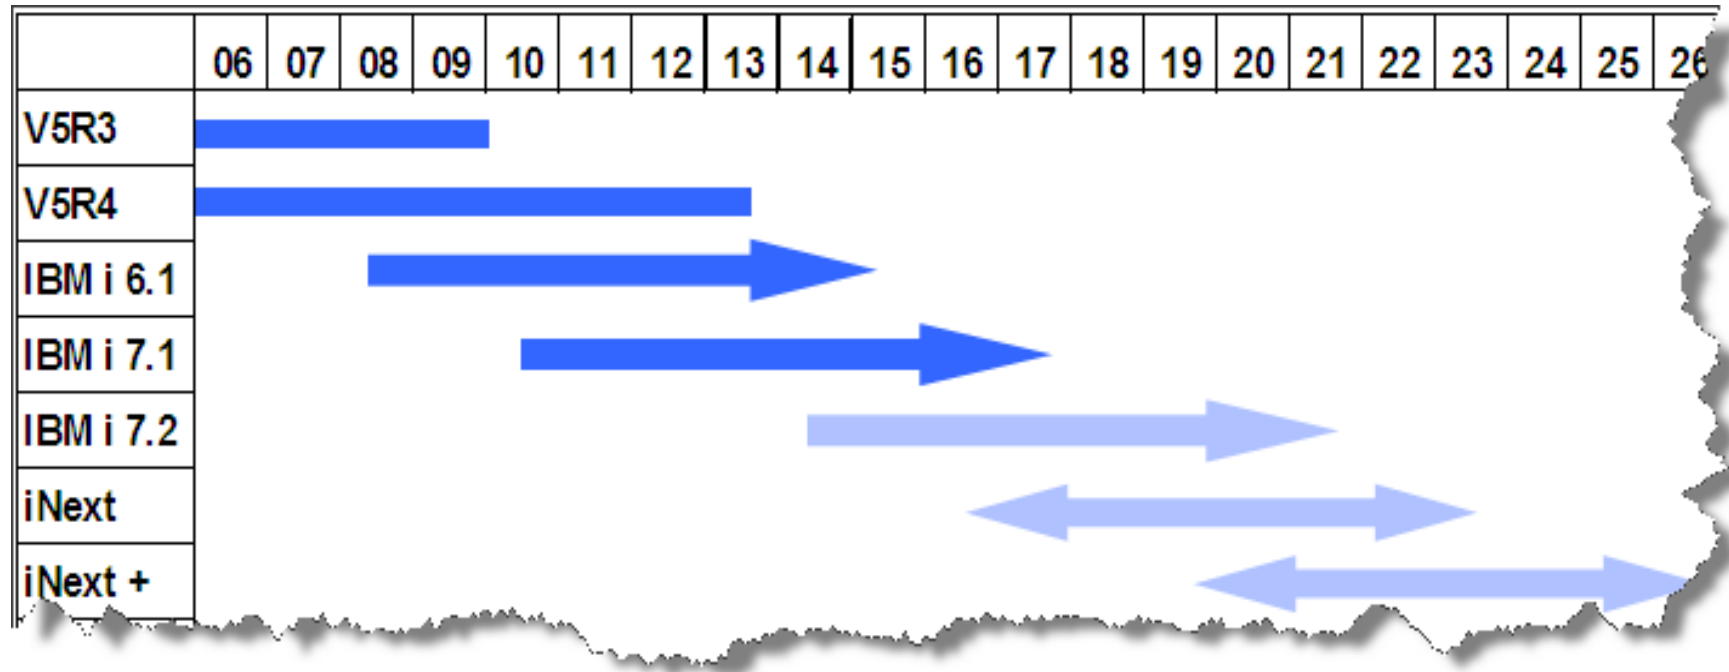 06 07 08 09 10 11 12 13 14 15 16 17 18 19 20 21 22 23 24 25 26
V5R3
V5R4
IBM i 6.1
IBM i 7.1
IBM i 7.2
iNext
iNext +